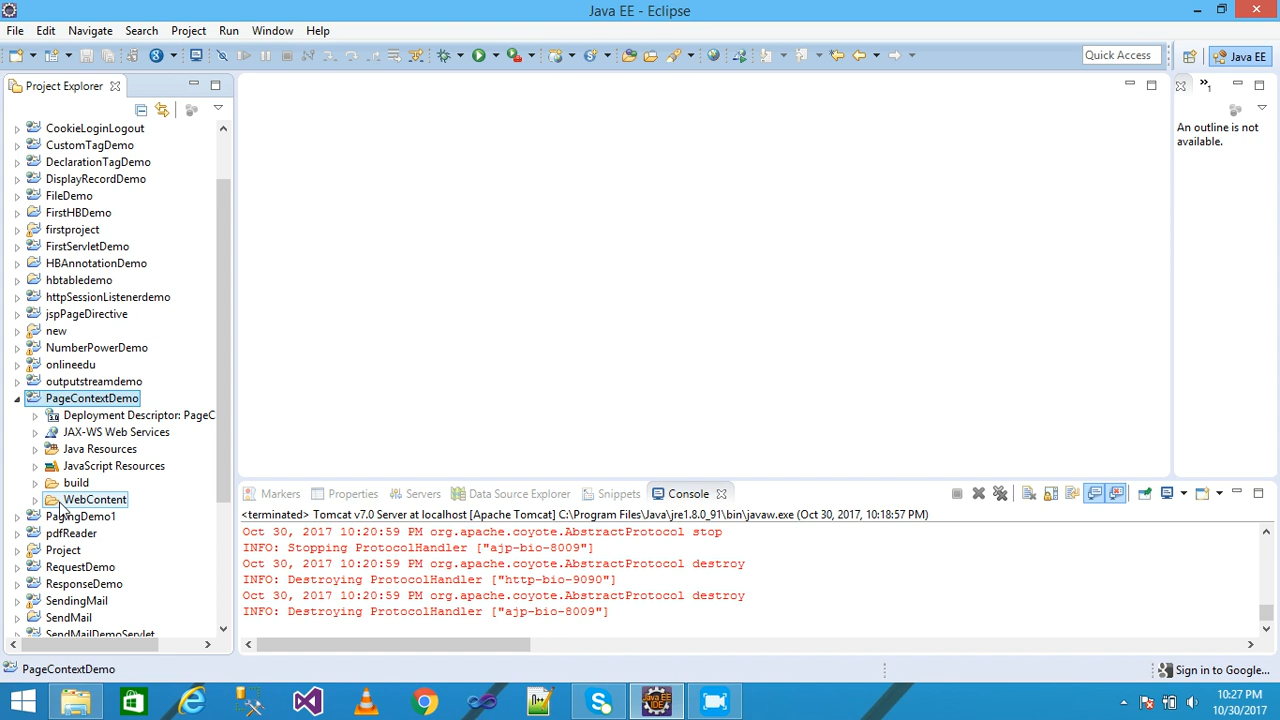 Java EE - Eclipse
File Edit Navigate Search Project Run Window Help
Quick Access
Java EE
Project Explorer
1
CookieLoginLogout
CustomTagDemo
DeclarationTagDemo
DisplayRecordDemo
FileDemo
FirstHBDemo
firstproject
FirstServletDemo
HBAnnotationDemo
hbtabledemo
httpSessionListenerdemo
jspPageDirective
new
NumberPowerDemo
onlineedu
outputstreamdemo
PageContextDemo
Deployment Descriptor: PageC
JAX-WS Web Services
Java Resources
JavaScript Resources
build
WebContent
PagingDemo1
pdfReader
Project
RequestDemo
ResponseDemo
SendingMail
SendMail
SendMailDemoServlet
An outline is not
available.
Markers Properties Servers Data Source Explorer Snippets Console
<terminated> Tomcat v7.0 Server at localhost [Apache Tomcat] C:\Program Files\Java\jre1.8.0_91\bin\javaw.exe (Oct 30, 2017, 10:18:57 PM)
Oct 30, 2017 10:20:59 PM org.apache.coyote.AbstractProtocol stop
INFO: Stopping ProtocolHandler ["ajp-bio-8009"]
Oct 30, 2017 10:20:59 PM org.apache.coyote.AbstractProtocol destroy
INFO: Destroying ProtocolHandler ["http-bio-9090"]
Oct 30, 2017 10:20:59 PM org.apache.coyote.AbstractProtocol destroy
INFO: Destroying ProtocolHandler ["ajp-bio-8009"]
PageContextDemo
Sign in to Google...
Java EE
IDE
10:27 PM
10/30/2017